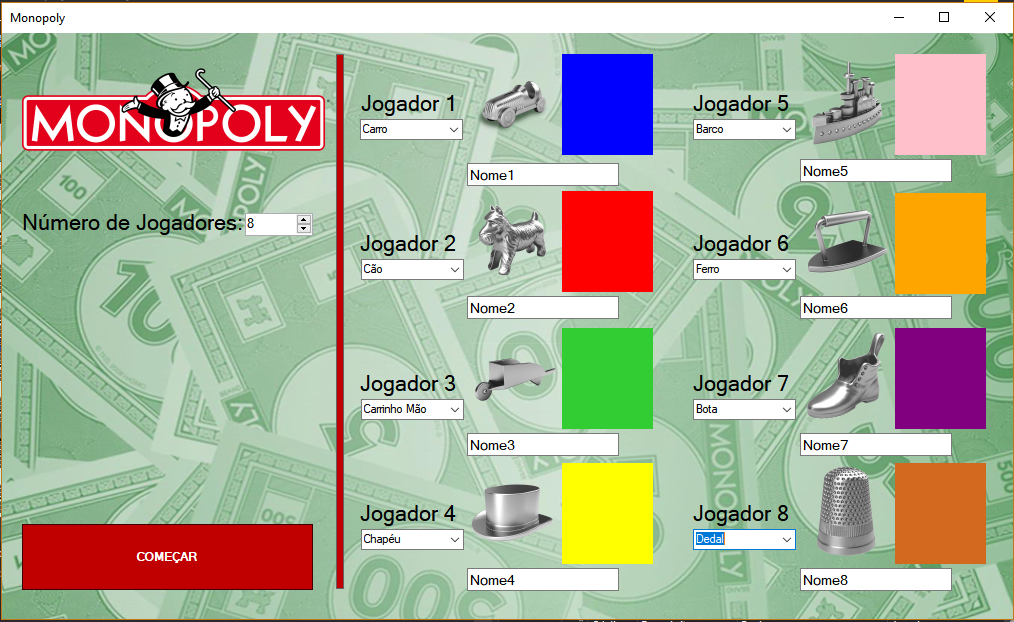 Monopoly
MONOPOLY
Número de Jogadores: 8
COMEÇAR
Jogador 1
Carro
Nome1
Jogador 2
Cão
Nome2
Jogador 3
Carrinho Mão
Nome3
Jogador 4
Chapéu
Nome4
Jogador 5
Barco
Nome5
Jogador 6
Ferro
Nome6
Jogador 7
Bota
Nome7
Jogador 8
Dedal
Nome8